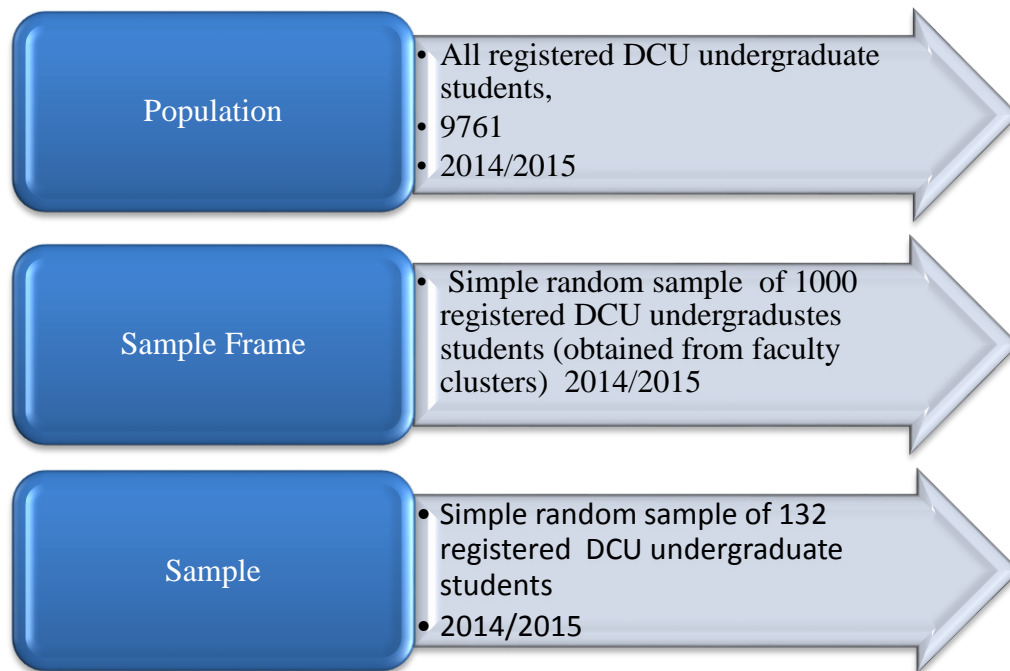 Population
• All registered DCU undergraduate
students,
• 9761
• 2014/2015
Sample Frame
• Simple random sample of 1000
registered DCU undergradustes
students (obtained from faculty
clusters) 2014/2015
Sample
• Simple random sample of 132
registered DCU undergraduate
students
• 2014/2015